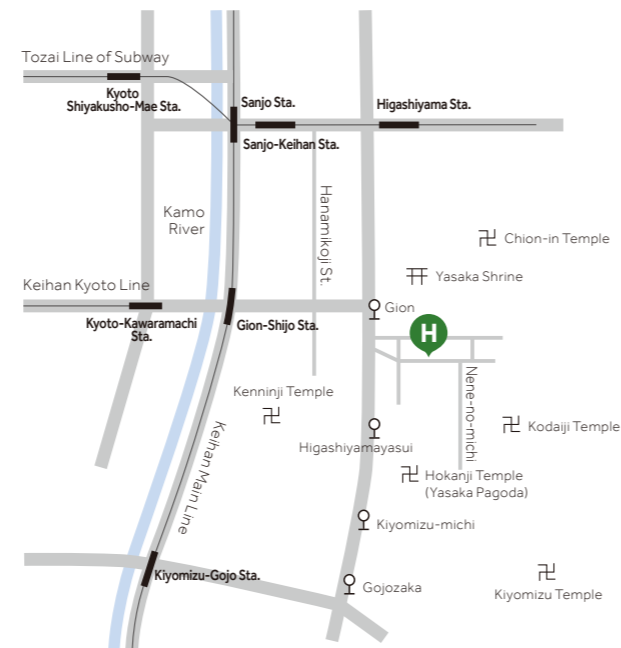 Tozai Line of Subway
Kyoto
Shiyakusho-Mae Sta.
Sanjo Sta.
Higashiyama Sta.
Sanjo-Keihan Sta.
Hanamikoji St.
Kamo
River
Chion-in Temple
Yasaka Shrine
Keihan Kyoto Line
Gion
Kyoto-Kawaramachi
Sta.
Gion-Shijo Sta.
H
Kenninji Temple
Nene-no-michi
Keihan Main Line
Kodaiji Temple
Higashiyamayasui
Hokanji Temple
(Yasaka Pagoda)
Kiyomizu-michi
Kiyomizu-Gojo Sta.
Gojozaka
Kiyomizu Temple